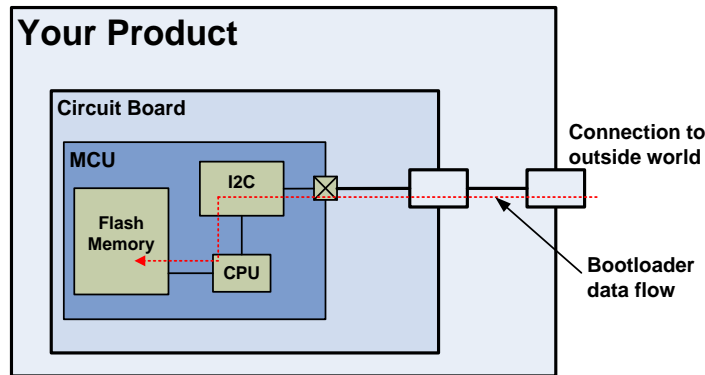 Your Product
Circuit Board
MCU
I2C
Flash
Memory
CPU
Connection to
outside world
Bootloader
data flow